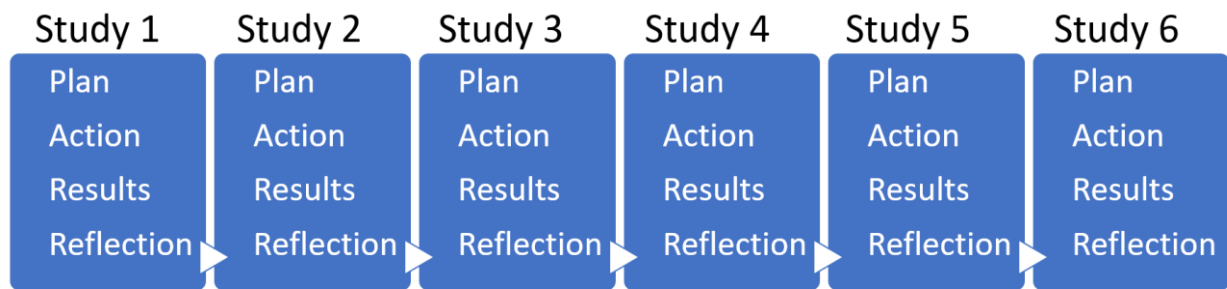 Study 1
Plan
Action
Results
Reflection
Study 2
Plan
Action
Results
Reflection
Study 3
Plan
Action
Results
Reflection
Study 4
Plan
Action
Results
Reflection
Study 5
Plan
Action
Results
Reflection
Study 6
Plan
Action
Results
Reflection